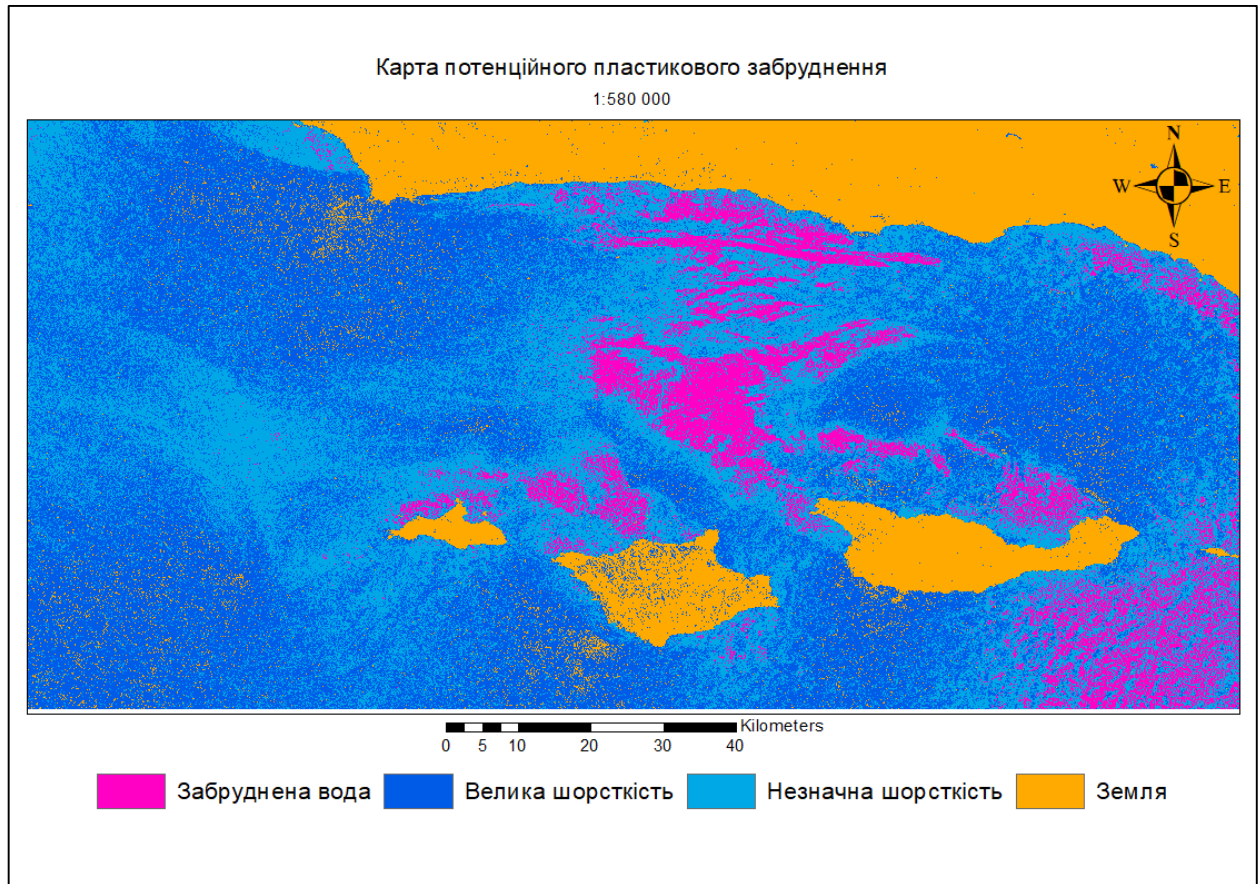 Карта потенційного пластикового забруднення
1:580 000
N
W E
S
Kilometers
0 5 10 20 30 40
Забруднена вода Велика шорсткість Незначна шорсткість Земля